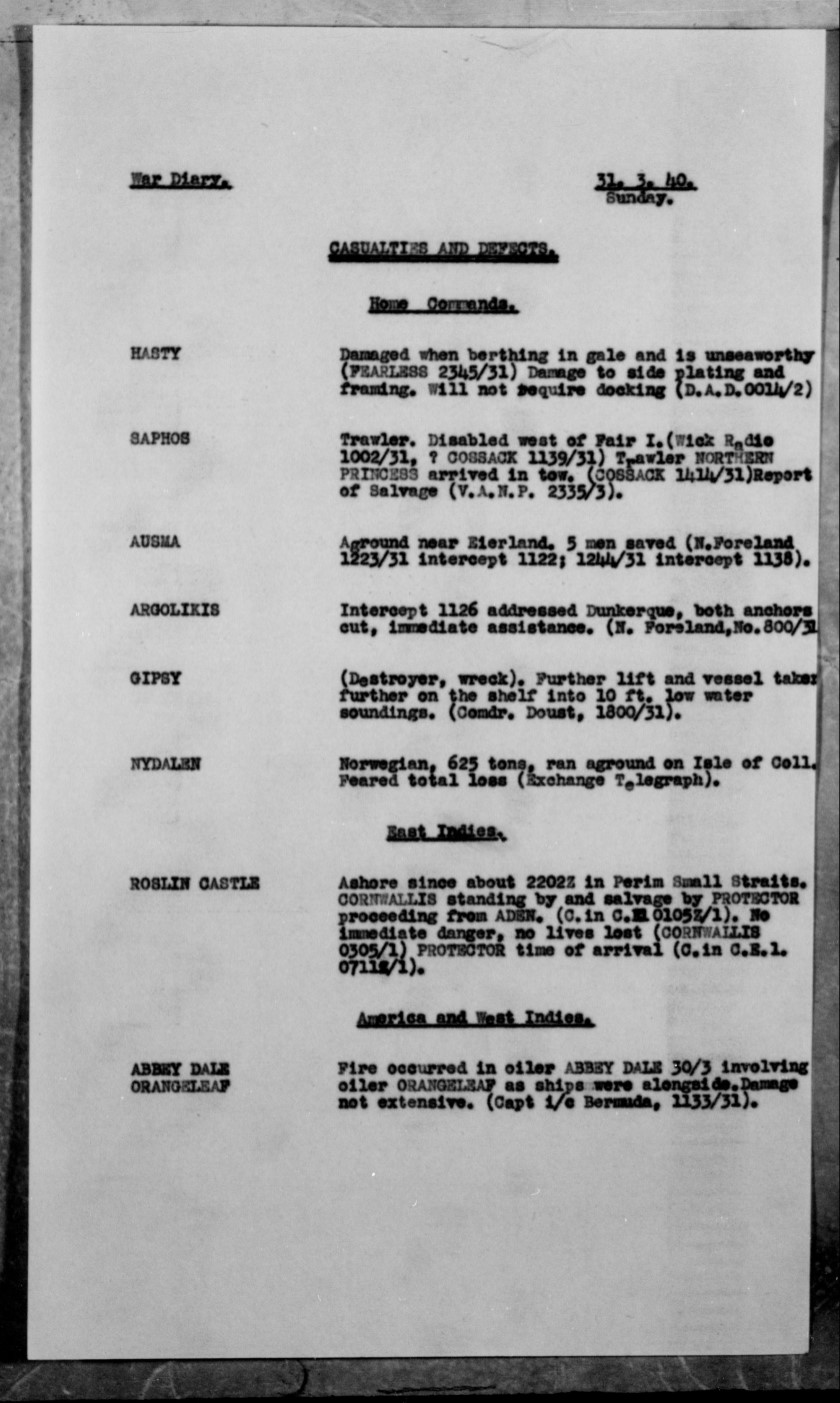 War Diary. 31. 3. 40.
Sunday.
CASUALTIES AND DEFECTS.
Home Commands.
HASTY Damaged when berthing in gale and is unseaworthy
(FEARLESS 2345/31) Damage to side plating and
framing. Will not require docking (D.A.D.0014/2)
SAPHOS Trawler. Disabled west of Fair I.(Wick Radio
1002/31, ? COSSACK 1139/31) Trawler NORTHERN
PRINCESS arrived in tow. (COSSACK 1414/31)Report
of Salvage (V.A.N.P. 2335/3).
AUSMA Aground near Eierland. 5 men saved (N.Foreland
1223/31 intercept 1122; 1244/31 intercept 1138).
ARGOLIKIS Intercept 1126 addressed Dunkerque, both anchors
out, immediate assistance. (N. Foreland,No.800/31
GIPSY (Destroyer, wreck). Further lift and vessel taken
further on the shelf into 10 ft. low water
soundings. (Comdr. Doust, 1800/31).
NYDALEN Norwegian, 625 tons, ran aground on Isle of Coll.
Feared total loss (Exchange Telegraph).
East Indies.
ROSLIN CASTLE Ashore since about 2202Z in Perim Small Straits.
CORNWALLIS standing by and salvage by PROTECTOR
proceeding from ADEN. (C.in C. 0105Z/1). No
immediate danger, no lives lost (CORNWALLIS
0305/1) PROTECTOR time of arrival (C.in C.E.I.
0711Z/1).
America and West Indies.
ABBEY DALE Fire occurred in oiler ABBEY DALE 30/3 involving
ORANGELEAF oiler ORANGELEAF as ships were alongside.Damage
not extensive. (Capt i/c Bermuda, 1133/31).